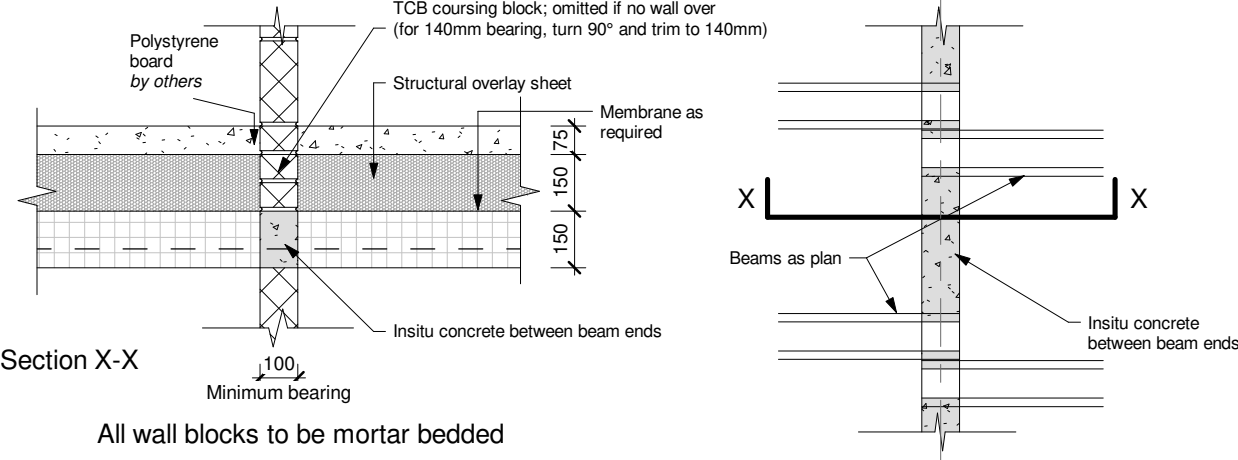 TCB coursing block; omitted if no wall over
(for 140mm bearing, turn 90° and trim to 140mm)
Polystyrene
board
by others
Structural overlay sheet
Membrane as
required
75
150
150
Insitu concrete between beam ends
Section X-X
100
Minimum bearing
All wall blocks to be mortar bedded
X
X
Beams as plan
Insitu concrete
between beam ends